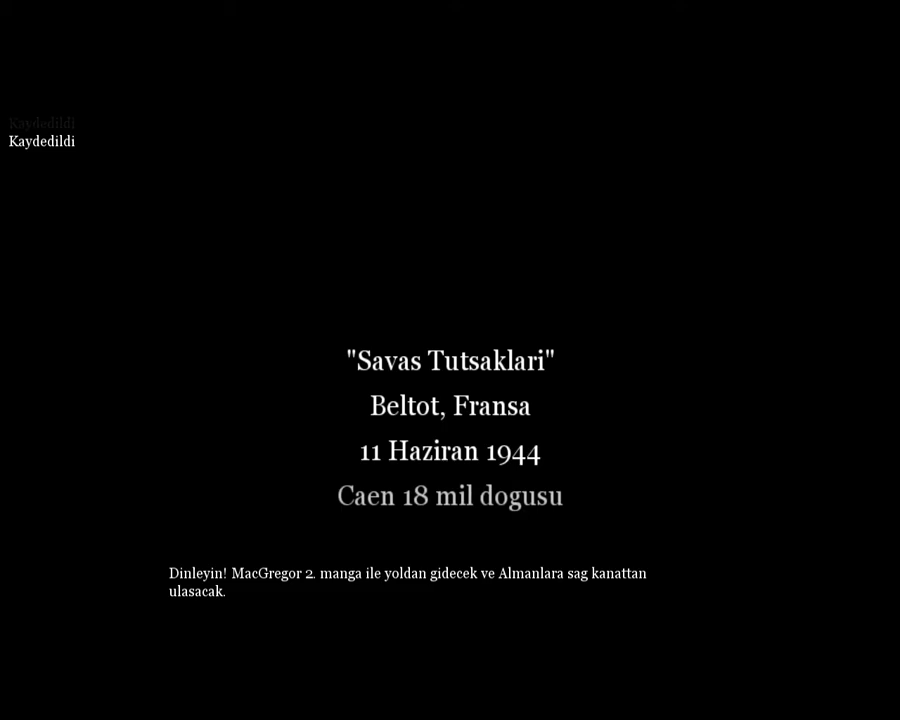 Kaydedildi
Kaydedildi
"Savas Tutsaklari"
Beltot, Fransa
11 Haziran 1944
Caen 18 mil dogusu
Dinleyin! MacGregor 2. manga ile yoldan gidecek ve Almanlara sag kanattan
ulasacak.